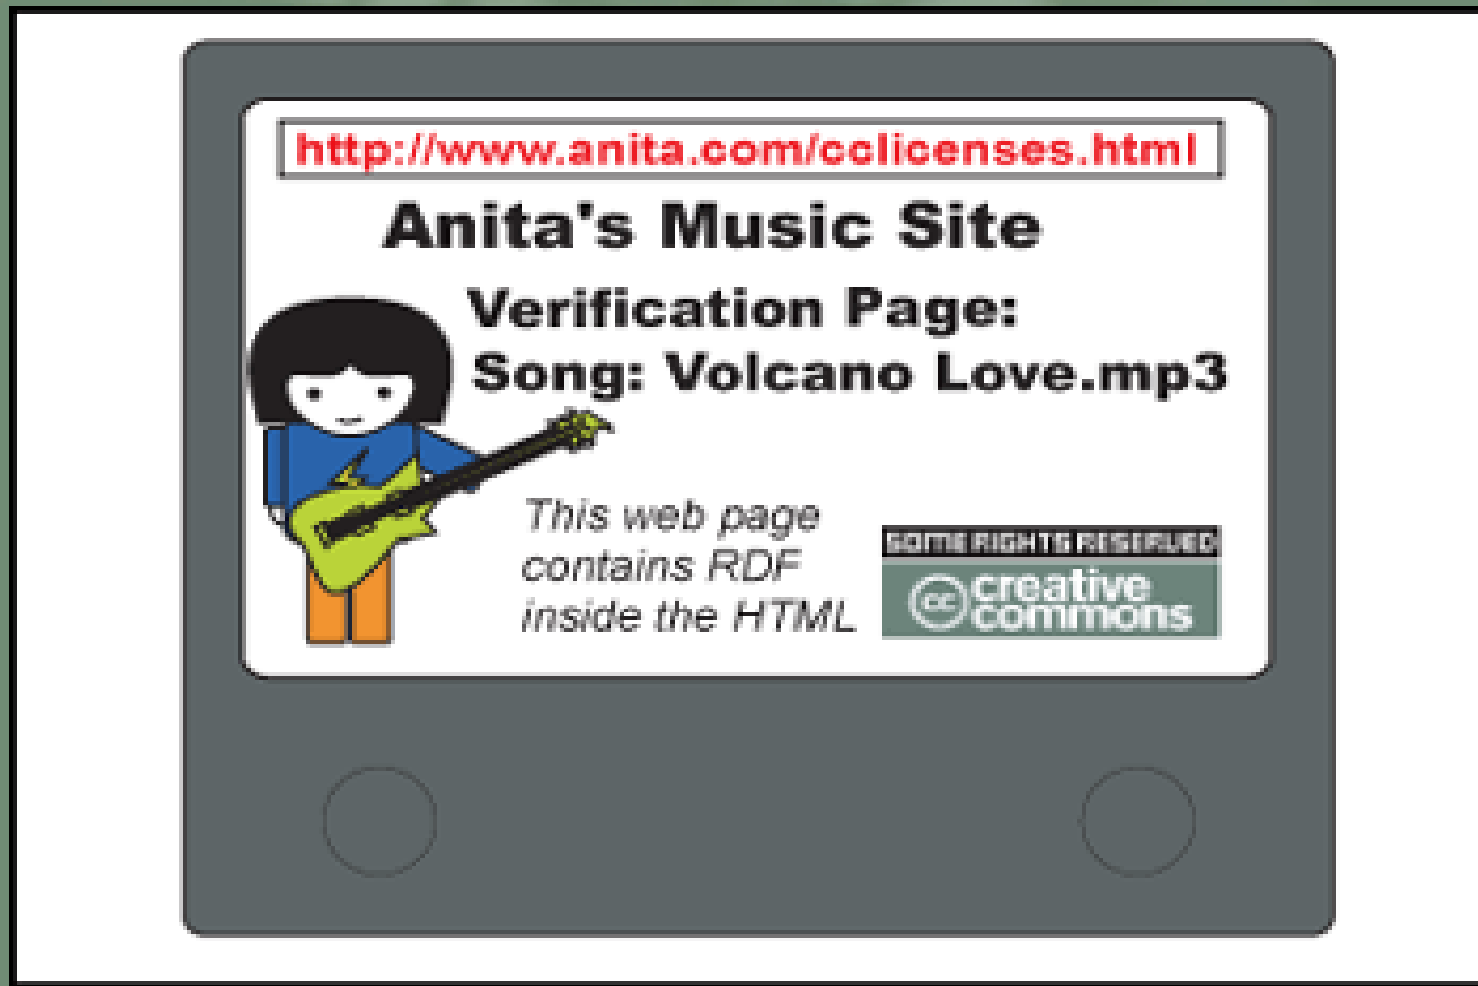 http://www.anita.com/cclicenses.html
Anita's Music Site
Verification Page:
Song: Volcano Love.mp3
This web page
contains RDF
inside the HTML
SOME RIGHTS RESERVED
cc creative
commons